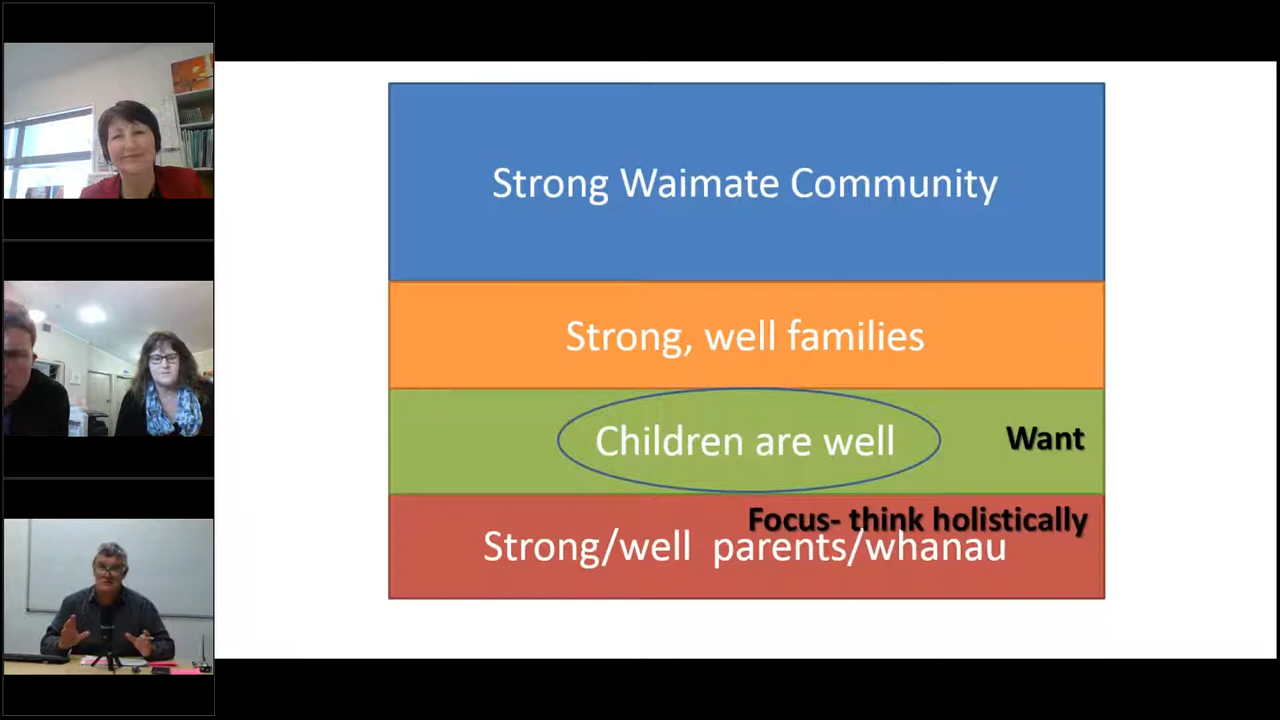 Strong Waimate Community
Strong, well families
Children are well
Want
Focus- think holistically
Strong/well  parents/whanau